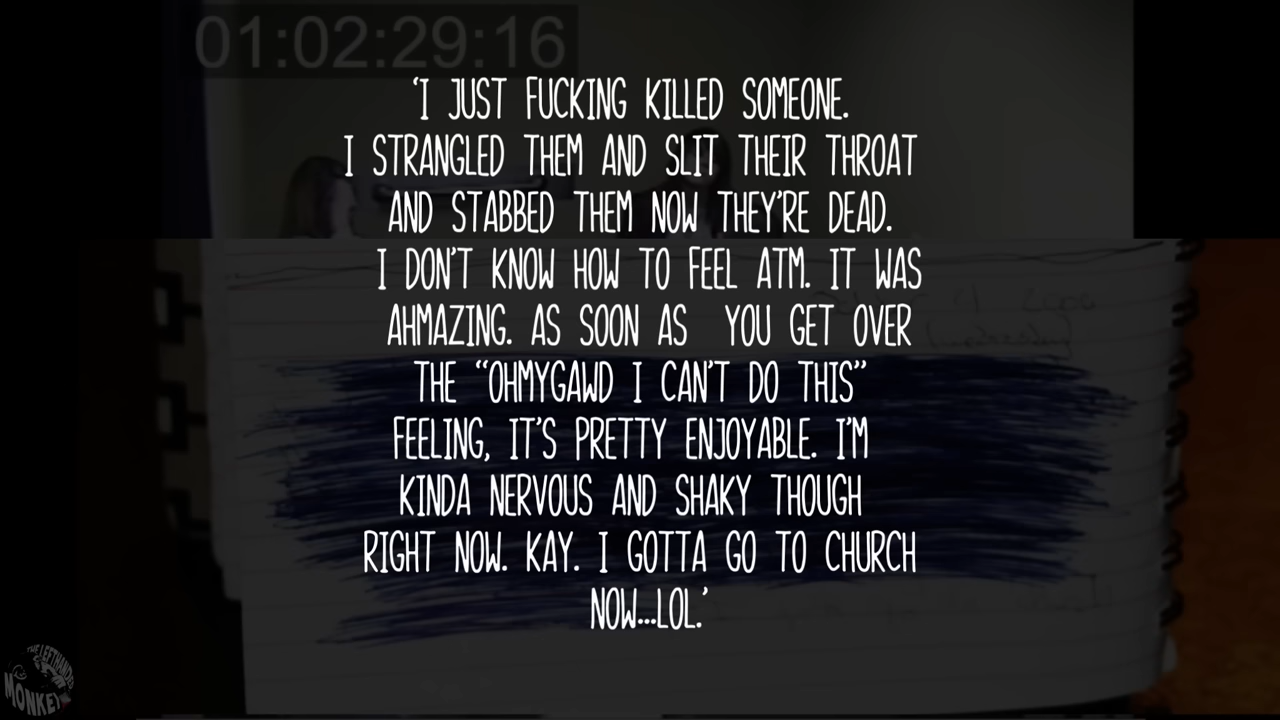 01:02:29:16
‘I JUST FUCKING KILLED SOMEONE.
I STRANGLED THEM AND SLIT THEIR THROAT
AND STABBED THEM NOW THEY’RE DEAD.
I DON’T KNOW HOW TO FEEL ATM. IT WAS
AHMAZING. AS SOON AS YOU GET OVER
THE “OHMYGAWD I CAN’T DO THIS”
FEELING, IT’S PRETTY ENJOYABLE. I’M
KINDA NERVOUS AND SHAKY THOUGH
RIGHT NOW. KAY. I GOTTA GO TO CHURCH
NOW...LOL.’
THE LEFTHANDED
MONKEY